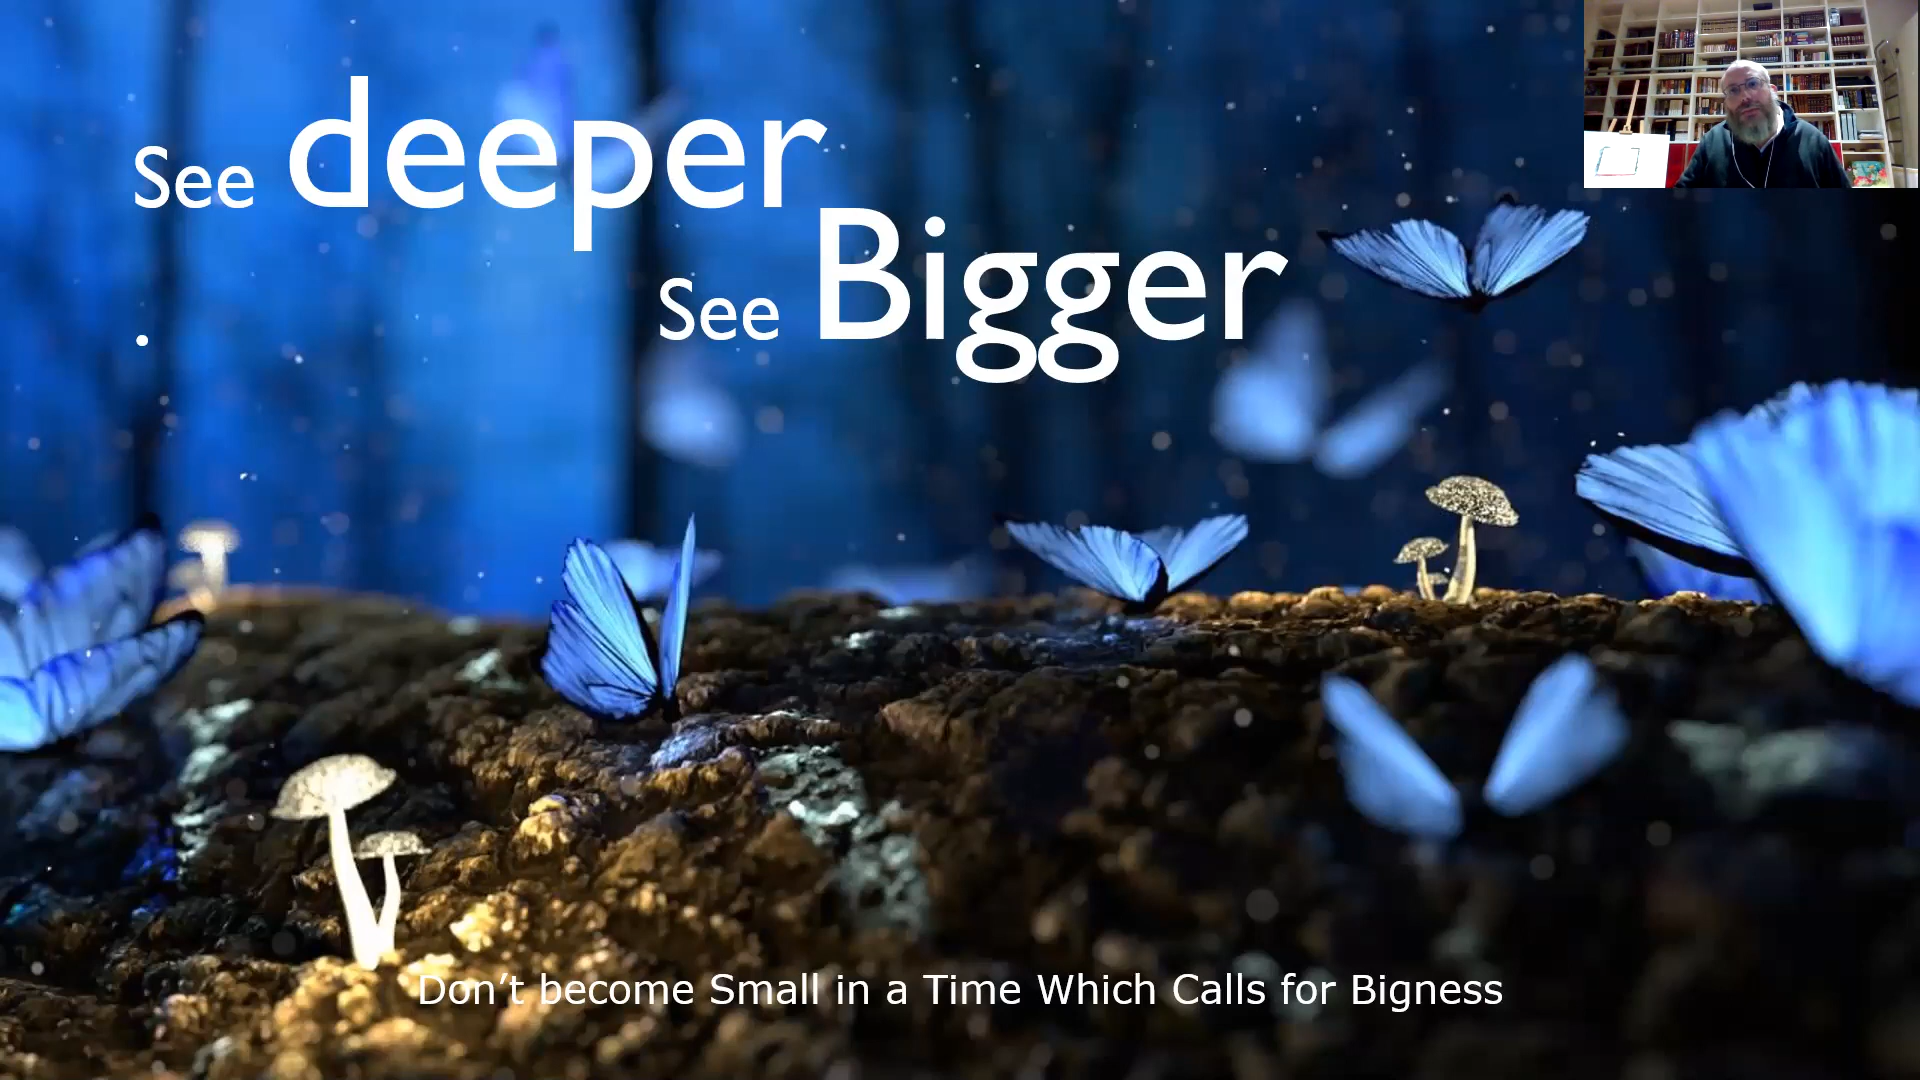 See deeper
See Bigger
.
Don’t become Small in a Time Which Calls for Bigness